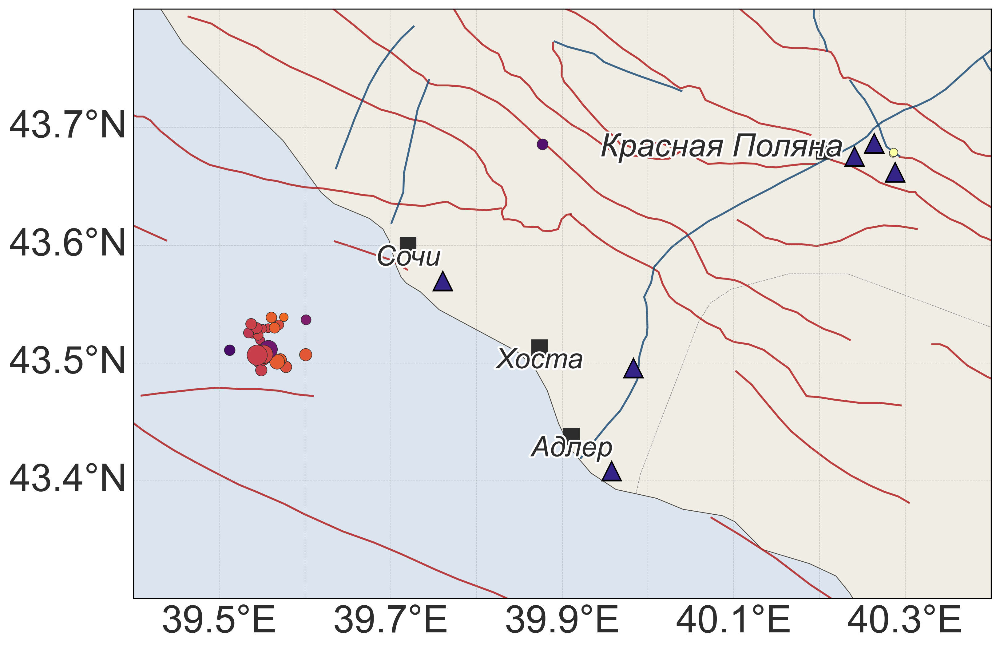 43.7°N
Красная Поляна
43.6°N
Сочи
43.5°N
Хоста
Адлер
43.4°N
39.5°E
39.7°E
39.9°E
40.1°E
40.3°E